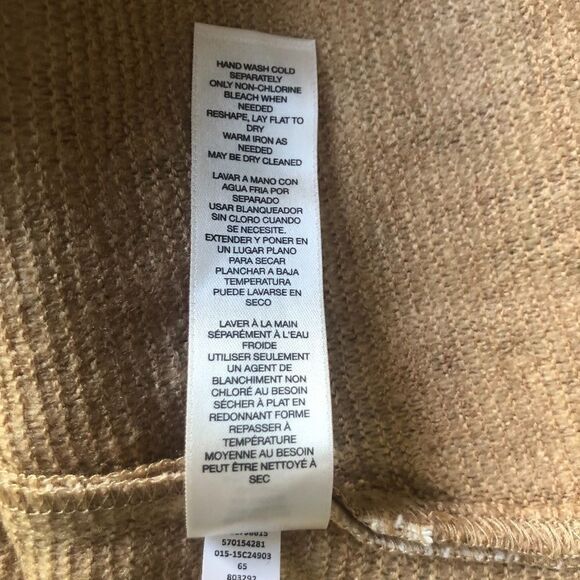 HAND WASH COLD
SEPARATELY
ONLY NON-CHLORINE
BLEACH WHEN
NEEDED
RESHAPE, LAY FLAT TO
DRY
WARM IRON AS
NEEDED
MAY BE DRY CLEANED
LAVAR A MANO CON
AGUA FRIA POR
SEPARADO
USAR BLANQUEADOR
SIN CLORO CUANDO
SE NECESITE.
EXTENDER Y PONER EN
UN LUGAR PLANO
PARA SECAR
PLANCHAR A BAJA
TEMPERATURA
PUEDE LAVARSE EN
SECO
LAVER À LA MAIN
SÉPARÉMENT À L'EAU
FROIDE
UTILISER SEULEMENT
UN AGENT DE
BLANCHIMENT NON
CHLORÉ AU BESOIN
SÉCHER À PLAT EN
REDONNANT FORME
REPASSER À
TEMPÉRATURE
MOYENNE AU BESOIN
PEUT ÊTRE NETTOYÉ À
SEC
570154281
015-15C24903
65
803292